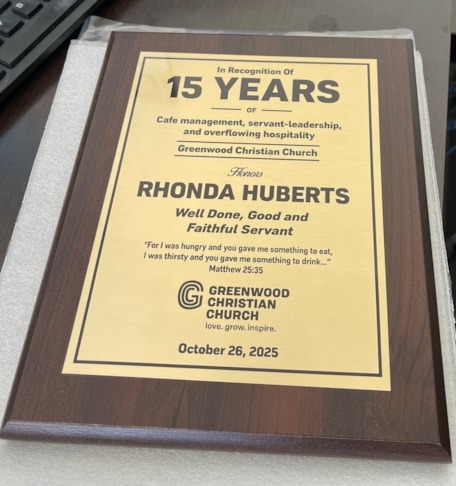 In Recognition Of
15 YEARS
OF
Cafe management, servant-leadership,
and overflowing hospitality
Greenwood Christian Church
Honors
RHONDA HUBERTS
Well Done, Good and
Faithful Servant
"For I was hungry and you gave me something to eat,
I was thirsty and you gave me something to drink..."
Matthew 25:35
GREENWOOD
CHRISTIAN
CHURCH
love. grow. inspire.
October 26, 2025